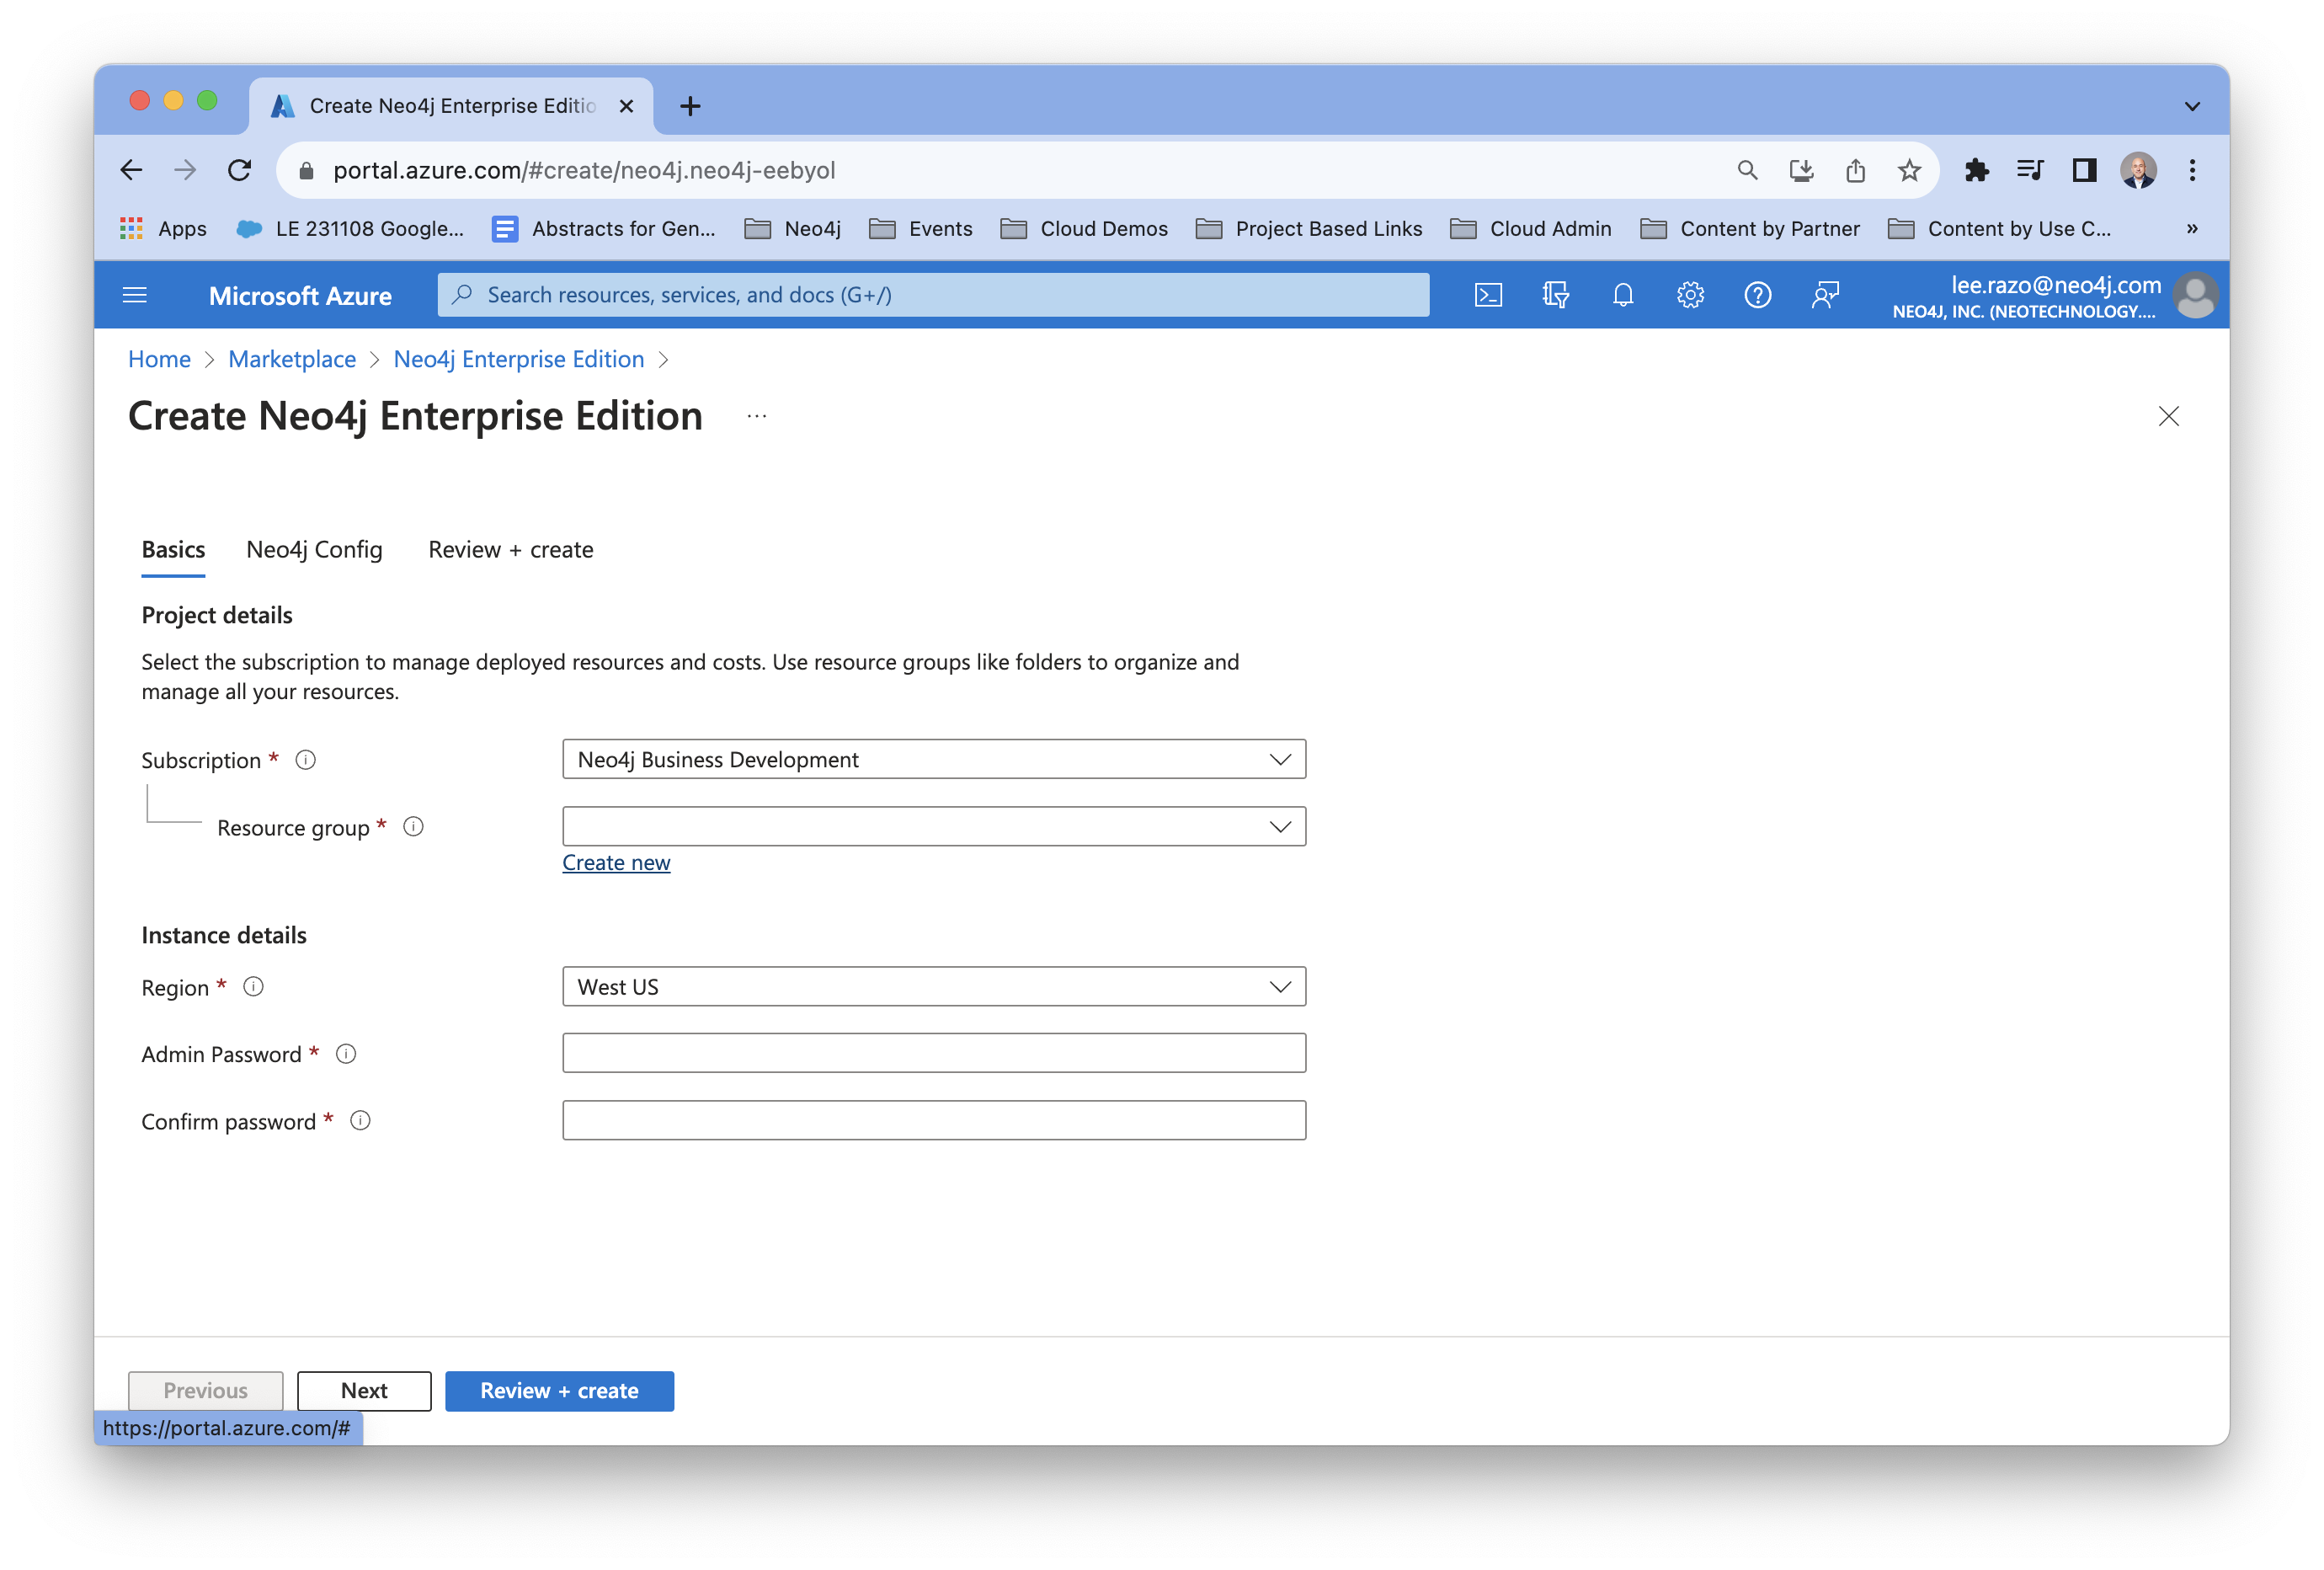 Create Neo4j Enterprise Editio
portal.azure.com/#create/neo4j.neo4j-eebyol
Apps LE 231108 Google... Abstracts for Gen... Neo4j Events Cloud Demos Project Based Links Cloud Admin Content by Partner Content by Use C... »
Microsoft Azure Search resources, services, and docs (G+/) lee.razo@neo4j.com
NEO4J, INC. (NEOTECHNOLOGY....
Home > Marketplace > Neo4j Enterprise Edition >
Create Neo4j Enterprise Edition ...
Basics Neo4j Config Review + create
Project details
Select the subscription to manage deployed resources and costs. Use resource groups like folders to organize and
manage all your resources.
Subscription * Neo4j Business Development
Resource group *
Create new
Instance details
Region * West US
Admin Password *
Confirm password *
Previous Next Review + create
https://portal.azure.com/#